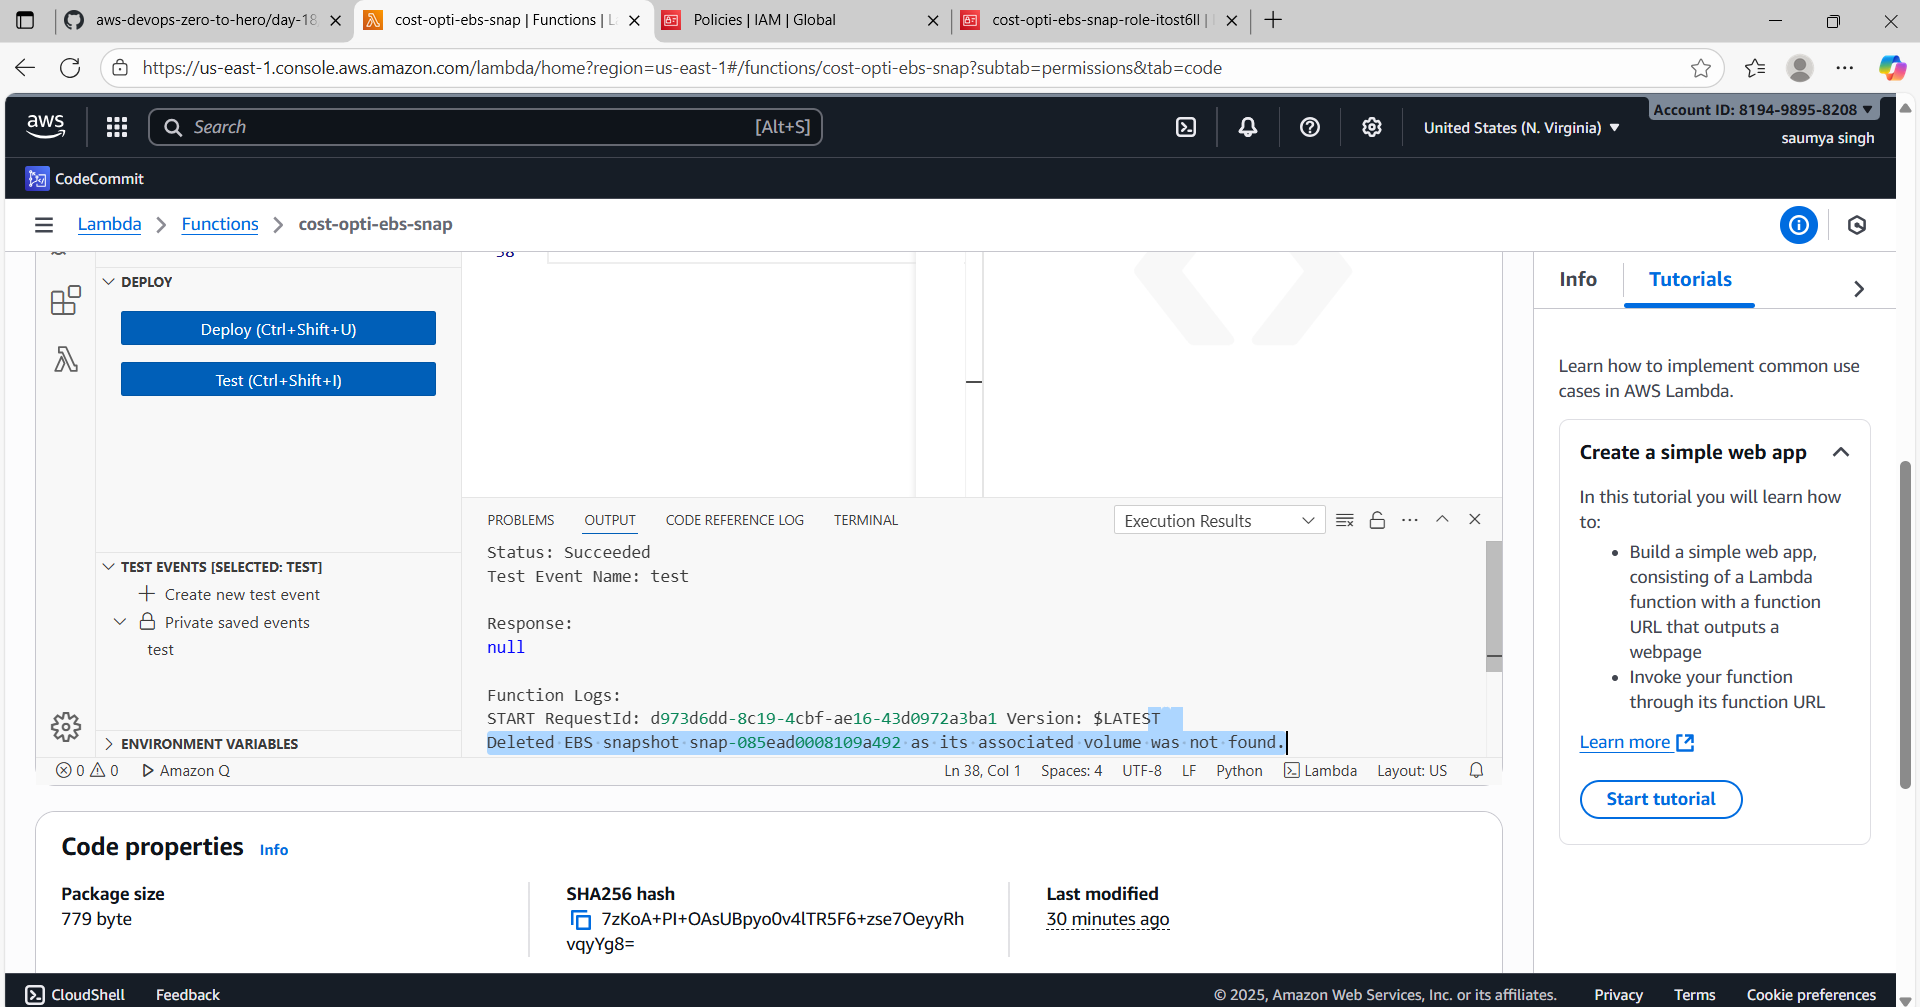 aws-devops-zero-to-hero/day-18
cost-opti-ebs-snap | Functions | La
Policies | IAM | Global
cost-opti-ebs-snap-role-itost6ll |
https://us-east-1.console.aws.amazon.com/lambda/home?region=us-east-1#/functions/cost-opti-ebs-snap?subtab=permissions&tab=code
aws
Search
[Alt+S]
United States (N. Virginia)
Account ID: 8194-9895-8208
saumya singh
CodeCommit
Lambda
Functions
cost-opti-ebs-snap
38
DEPLOY
Deploy (Ctrl+Shift+U)
Test (Ctrl+Shift+I)
TEST EVENTS [SELECTED: TEST]
Create new test event
Private saved events
test
ENVIRONMENT VARIABLES
PROBLEMS
OUTPUT
CODE REFERENCE LOG
TERMINAL
Execution Results
Status: Succeeded
Test Event Name: test
Response:
null
Function Logs:
START RequestId: d973d6dd-8c19-4cbf-ae16-43d0972a3ba1 Version: $LATEST
Deleted EBS snapshot snap-085ead0008109a492 as its associated volume was not found.
0 0
Amazon Q
Ln 38, Col 1
Spaces: 4
UTF-8
LF
Python
Lambda
Layout: US
Code properties
Info
Package size
779 byte
SHA256 hash
7zKoA+PI+OAsUBpyo0v4lTR5F6+zse7OeyyRh
vqyYg8=
Last modified
30 minutes ago
Info
Tutorials
Learn how to implement common use
cases in AWS Lambda.
Create a simple web app
In this tutorial you will learn how
to:
• Build a simple web app,
consisting of a Lambda
function with a function
URL that outputs a
webpage
• Invoke your function
through its function URL
Learn more
Start tutorial
CloudShell
Feedback
© 2025, Amazon Web Services, Inc. or its affiliates.
Privacy
Terms
Cookie preferences